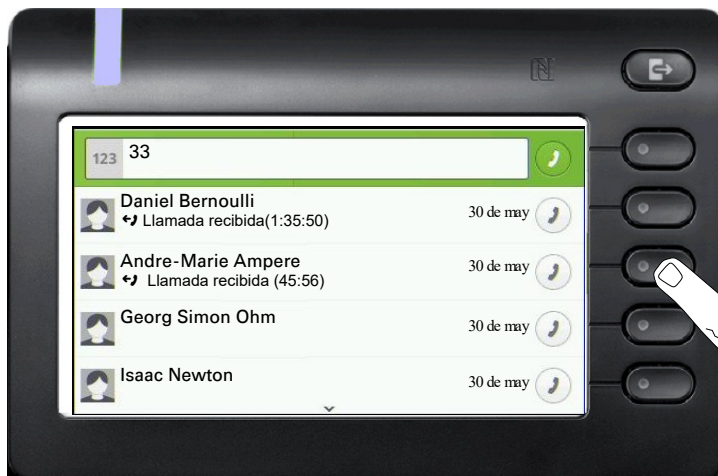 123 33
Daniel Bernoulli
Llamada recibida(1:35:50) 30 de may
Andre-Marie Ampere
Llamada recibida (45:56) 30 de may
Georg Simon Ohm 30 de may
Isaac Newton 30 de may